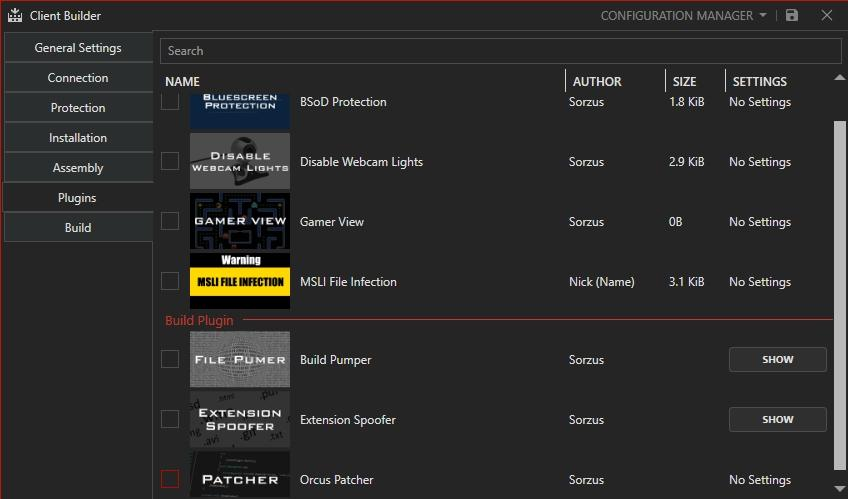 Client Builder
CONFIGURATION MANAGER
General Settings
Connection
Protection
Installation
Assembly
Plugins
Build
Search
NAME AUTHOR SIZE SETTINGS
BLUESCREEN
PROTECTION
BSoD Protection Sorzus 1.8 KiB No Settings
DISABLE
WEBCAM LIGHTS
Disable Webcam Lights Sorzus 2.9 KiB No Settings
GAMER VIEW
Gamer View Sorzus 0B No Settings
Warning
MSLI FILE INFECTION
MSLI File Infection Nick (Name) 3.1 KiB No Settings
Build Plugin
FILE PUMER
Build Pumper Sorzus SHOW
EXTENSION
SPOOFER
.avi
.gif
.txt
Extension Spoofer Sorzus SHOW
PATCHER
Orcus Patcher Sorzus No Settings